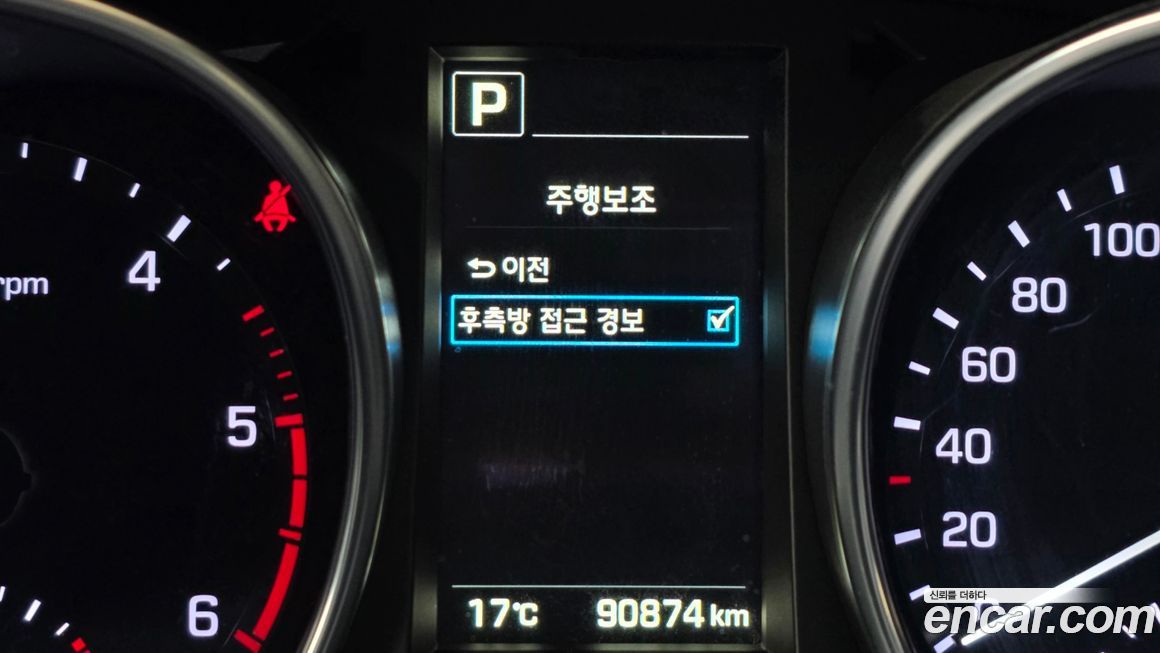 P
주행보조
이전
후측방 접근 경보
17℃ 90874 km
rpm
4
5
6
100
80
60
40
20
신뢰를 더하다
encar.com